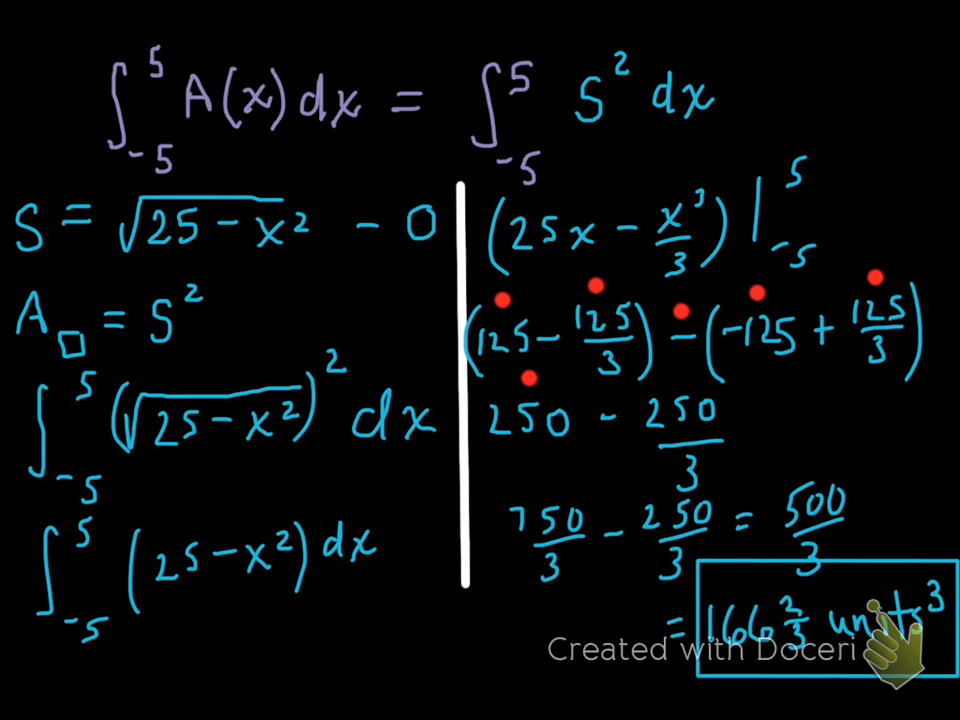 ∫_{-5}^{5} A(x) dx = ∫_{-5}^{5} S² dx
S = √(25 - x²) - 0
A□ = S²
∫_{-5}^{5} (√(25 - x²))² dx
∫_{-5}^{5} (25 - x²) dx
(25x - x³/3) |_{-5}^{5}
(125 - 125/3) - (-125 + 125/3)
250 - 250/3
750/3 - 250/3 = 500/3
= 166 2/3 units³
Created with Doceri